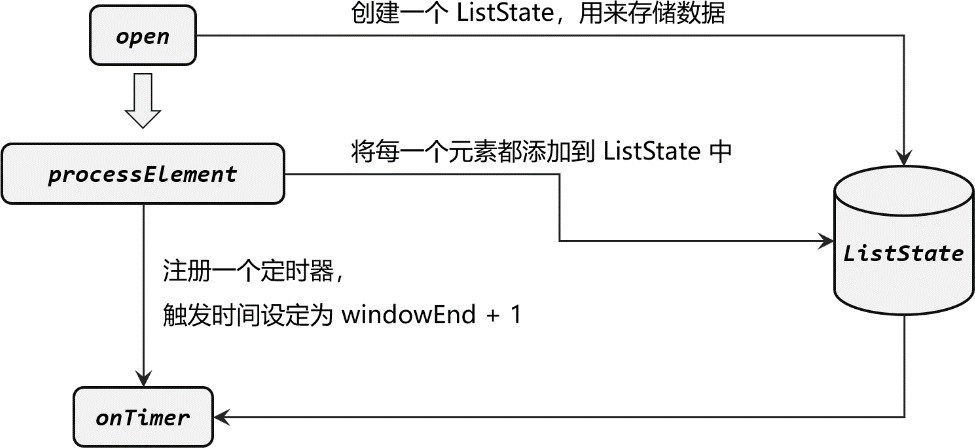 创建一个 ListState，用来存储数据
open
将每一个元素都添加到 ListState 中
processElement
ListState
注册一个定时器，
触发时间设定为 windowEnd + 1
onTimer